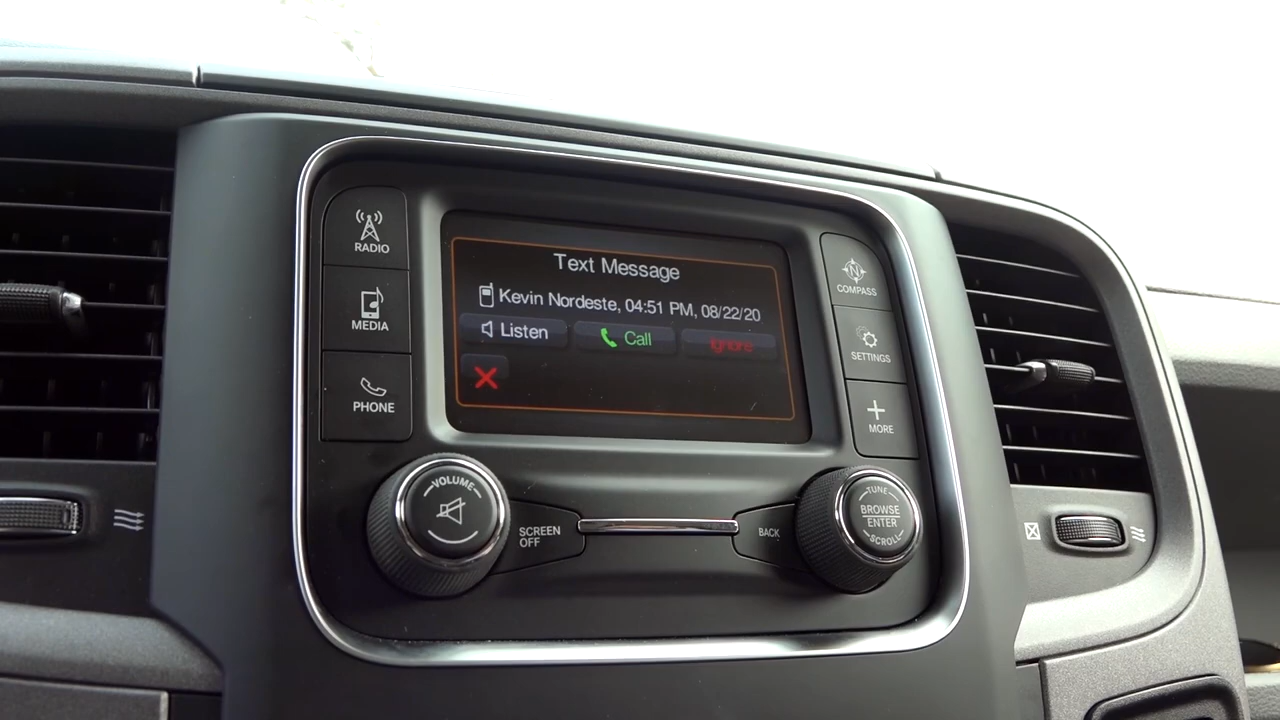 RADIO
MEDIA
PHONE
Text Message
Kevin Nordeste, 04:51 PM, 08/22/20
Listen
Call
Ignore
N
COMPASS
SETTINGS
MORE
VOLUME
SCREEN
OFF
BACK
TUNE
BROWSE
ENTER
SCROLL